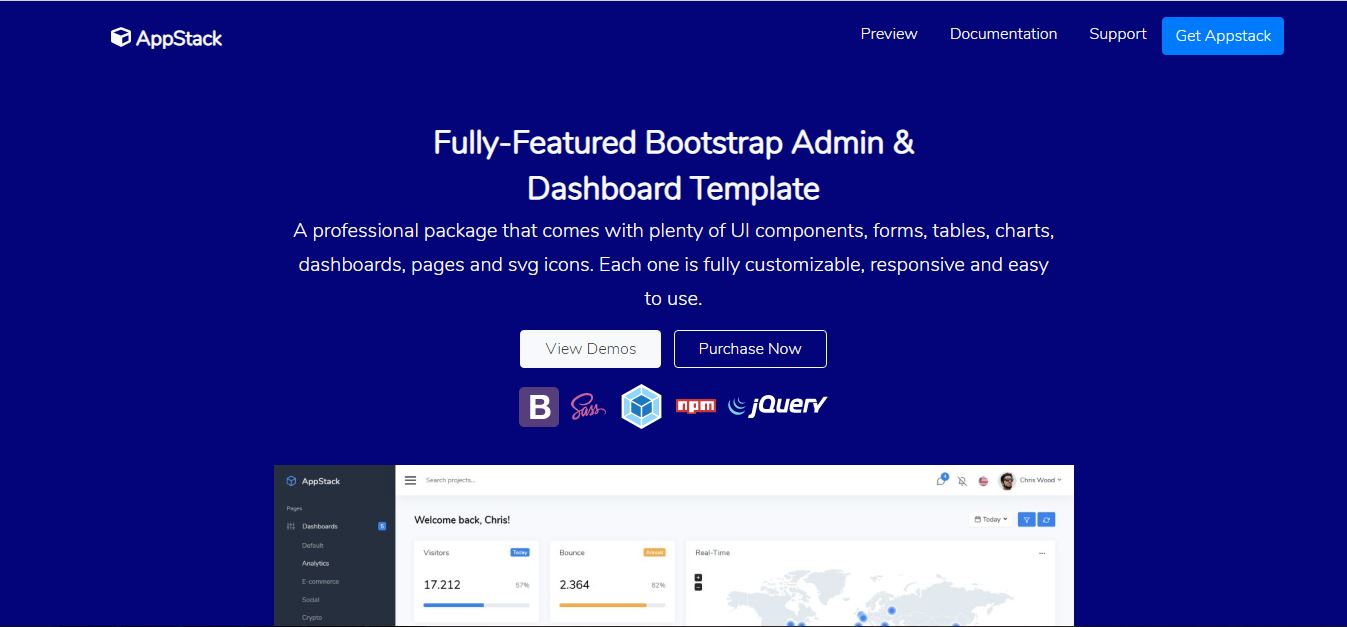 AppStack
Preview
Documentation
Support
Get Appstack
Fully-Featured Bootstrap Admin &
Dashboard Template
A professional package that comes with plenty of UI components, forms, tables, charts,
dashboards, pages and svg icons. Each one is fully customizable, responsive and easy
to use.
View Demos
Purchase Now
B
Sass
npm
jQuery
AppStack
Search projects...
4
Chris Wood
Pages
Dashboards
5
Default
Analytics
E-commerce
Social
Crypto
Welcome back, Chris!
Today
Visitors
Today
17.212
57%
Bounce
Annual
2.364
82%
Real-Time
...
+
-